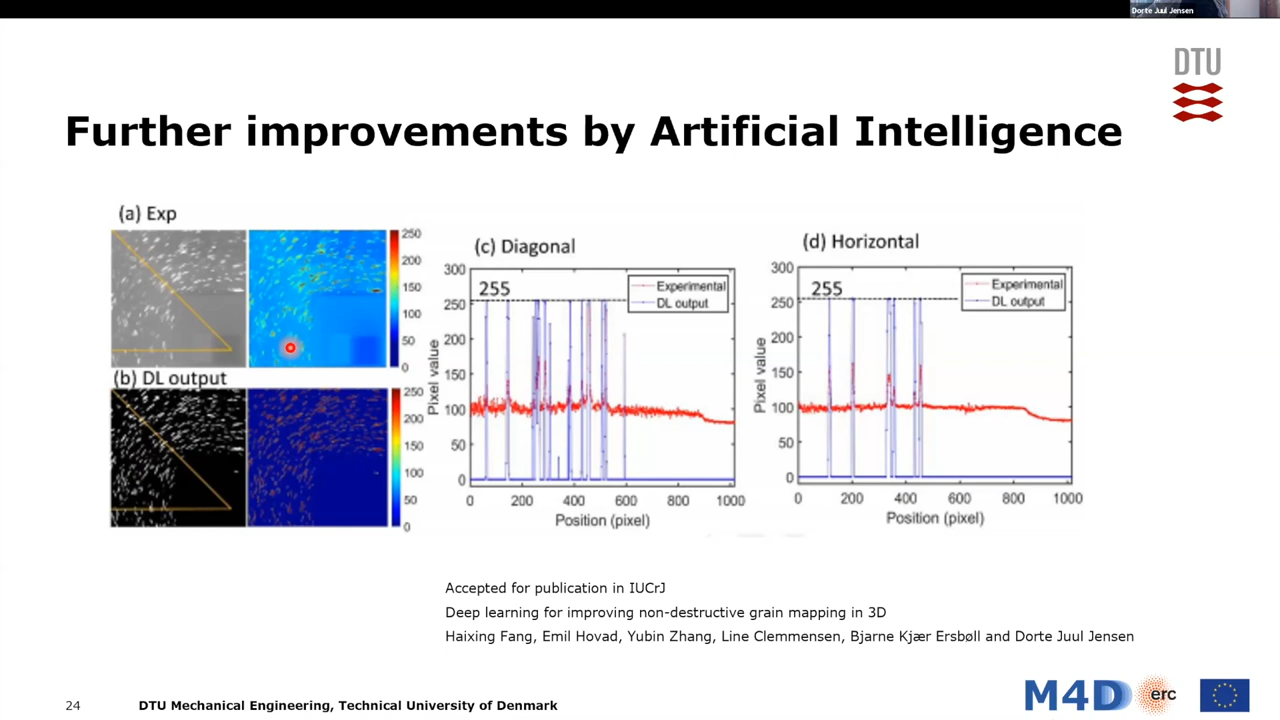 Dorte Juul Jensen
DTU
Further improvements by Artificial Intelligence
(a) Exp
250
200
150
100
50
0
(b) DL output
250
200
150
100
50
0
(c) Diagonal
300
250
200
150
100
50
0
255
Experimental
DL output
Pixel value
0 200 400 600 800 1000
Position (pixel)
(d) Horizontal
300
250
200
150
100
50
0
255
Experimental
DL output
Pixel value
0 200 400 600 800 1000
Position (pixel)
Accepted for publication in IUCrJ
Deep learning for improving non-destructive grain mapping in 3D
Haixing Fang, Emil Hovad, Yubin Zhang, Line Clemmensen, Bjarne Kjær Ersbøll and Dorte Juul Jensen
24 DTU Mechanical Engineering, Technical University of Denmark
M4D erc